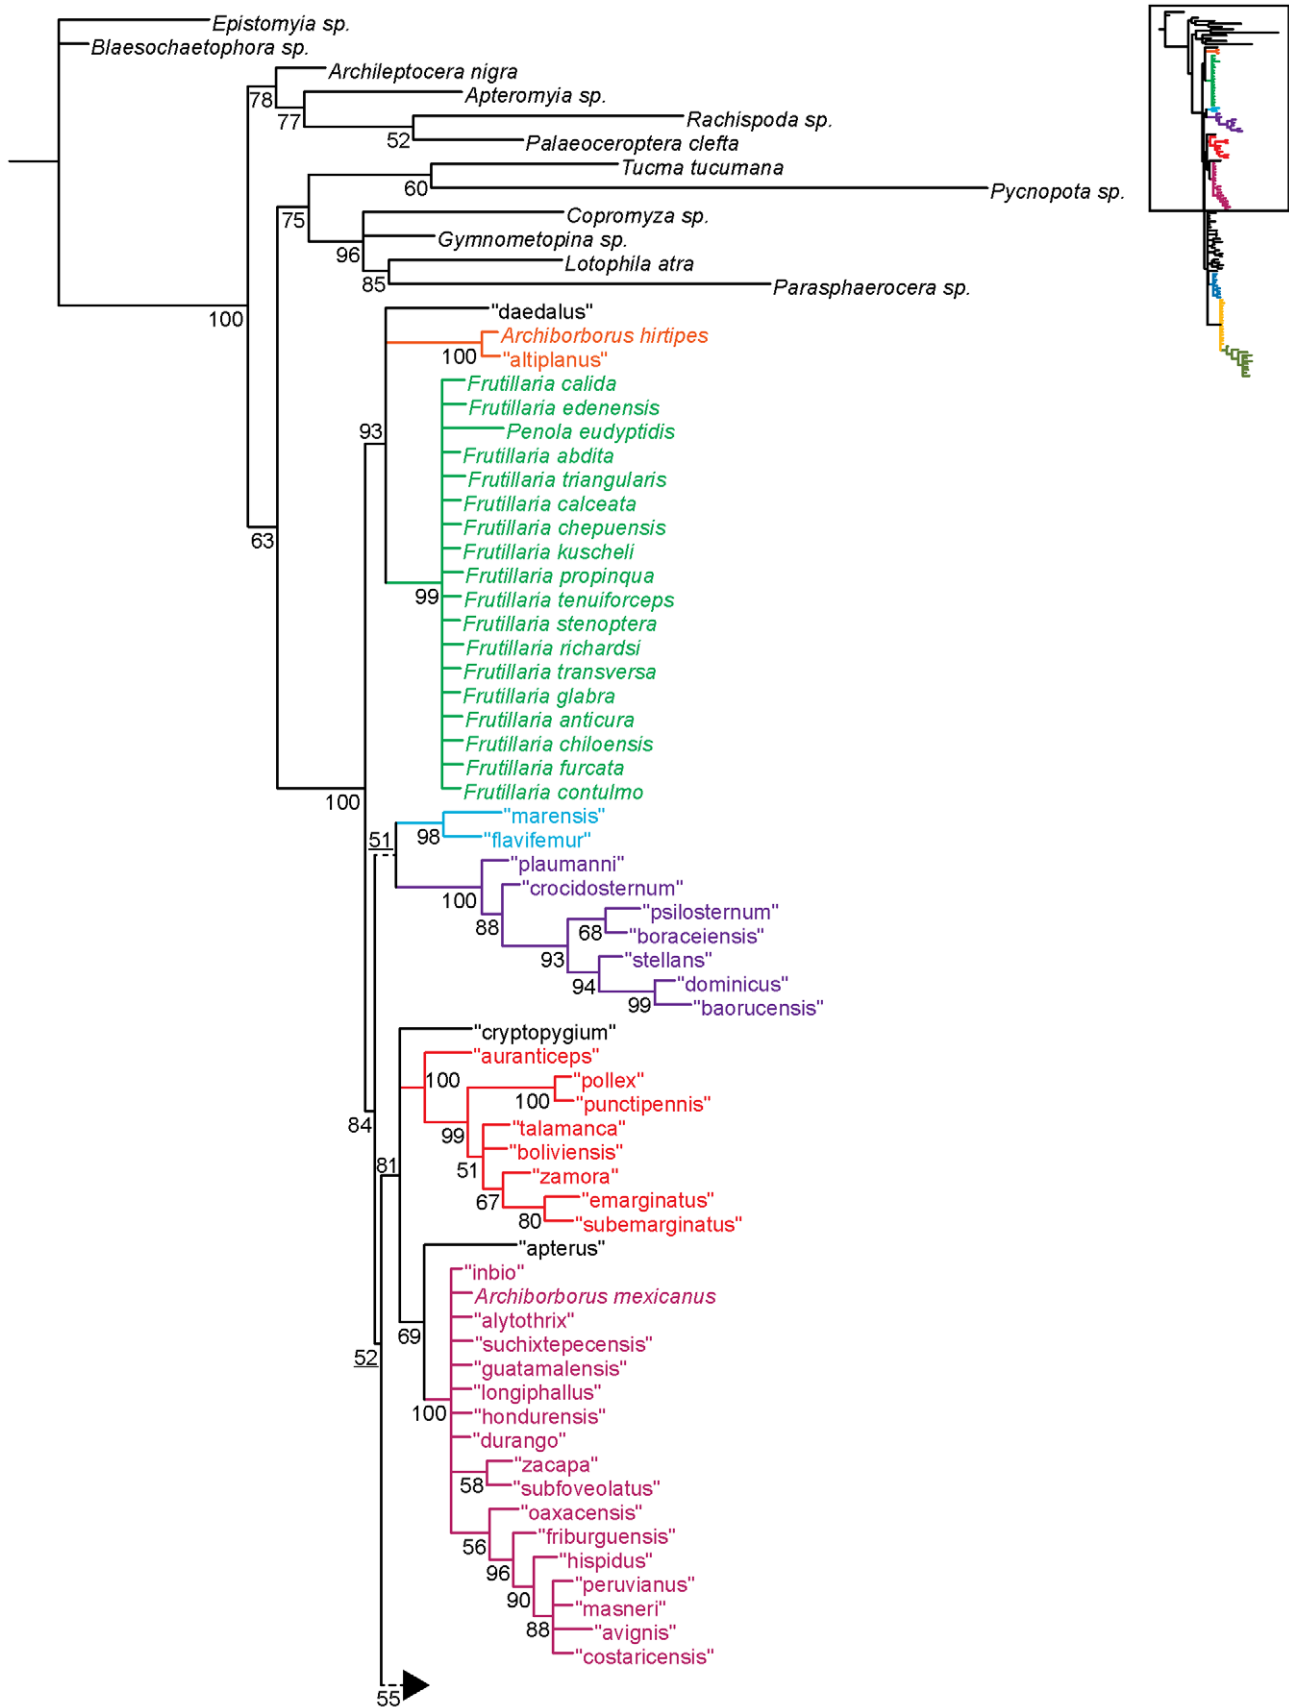 Epistomyia sp.
Blaesochaetophora sp.
Archileptocera nigra
78
Apteromyia sp.
77
Rachispoda sp.
52
Palaeoceroptera clefta
Tucma tucumana
60
Pycnopota sp.
75
Copromyza sp.
Gymnometopina sp.
96
Lotophila atra
85
Parasphaerocera sp.
100
"daedalus"
Archiborborus hirtipes
100
"altiplanus"
Frutillaria calida
Frutillaria edenensis
93
Penola eudyptidis
Frutillaria abdita
Frutillaria triangularis
Frutillaria calceata
Frutillaria chepuensis
63
Frutillaria kuscheli
Frutillaria propinqua
99
Frutillaria tenuiforceps
Frutillaria stenoptera
Frutillaria richardsi
Frutillaria transversa
Frutillaria glabra
Frutillaria anticura
Frutillaria chiloensis
Frutillaria furcata
Frutillaria contulmo
100
"marensis"
51
98
"flavifemur"
"plaumanni"
"crocidosternum"
100
"psilosternum"
88
68
"boraceiensis"
93
"stellans"
94
"dominicus"
99
"baorucensis"
"cryptopygium"
"auranticeps"
100
"pollex"
100
"punctipennis"
84
"talamanca"
99
"boliviensis"
81
51
"zamora"
67
"emarginatus"
80
"subemarginatus"
"apterus"
"inbio"
Archiborborus mexicanus
"alytothrix"
69
"suchixtepecensis"
52
"guatamalensis"
"longiphallus"
100
"hondurensis"
"durango"
"zacapa"
58
"subfoveolatus"
"oaxacensis"
56
"friburguensis"
"hispidus"
96
"peruvianus"
90
"masneri"
88
"avignis"
"costaricensis"
55